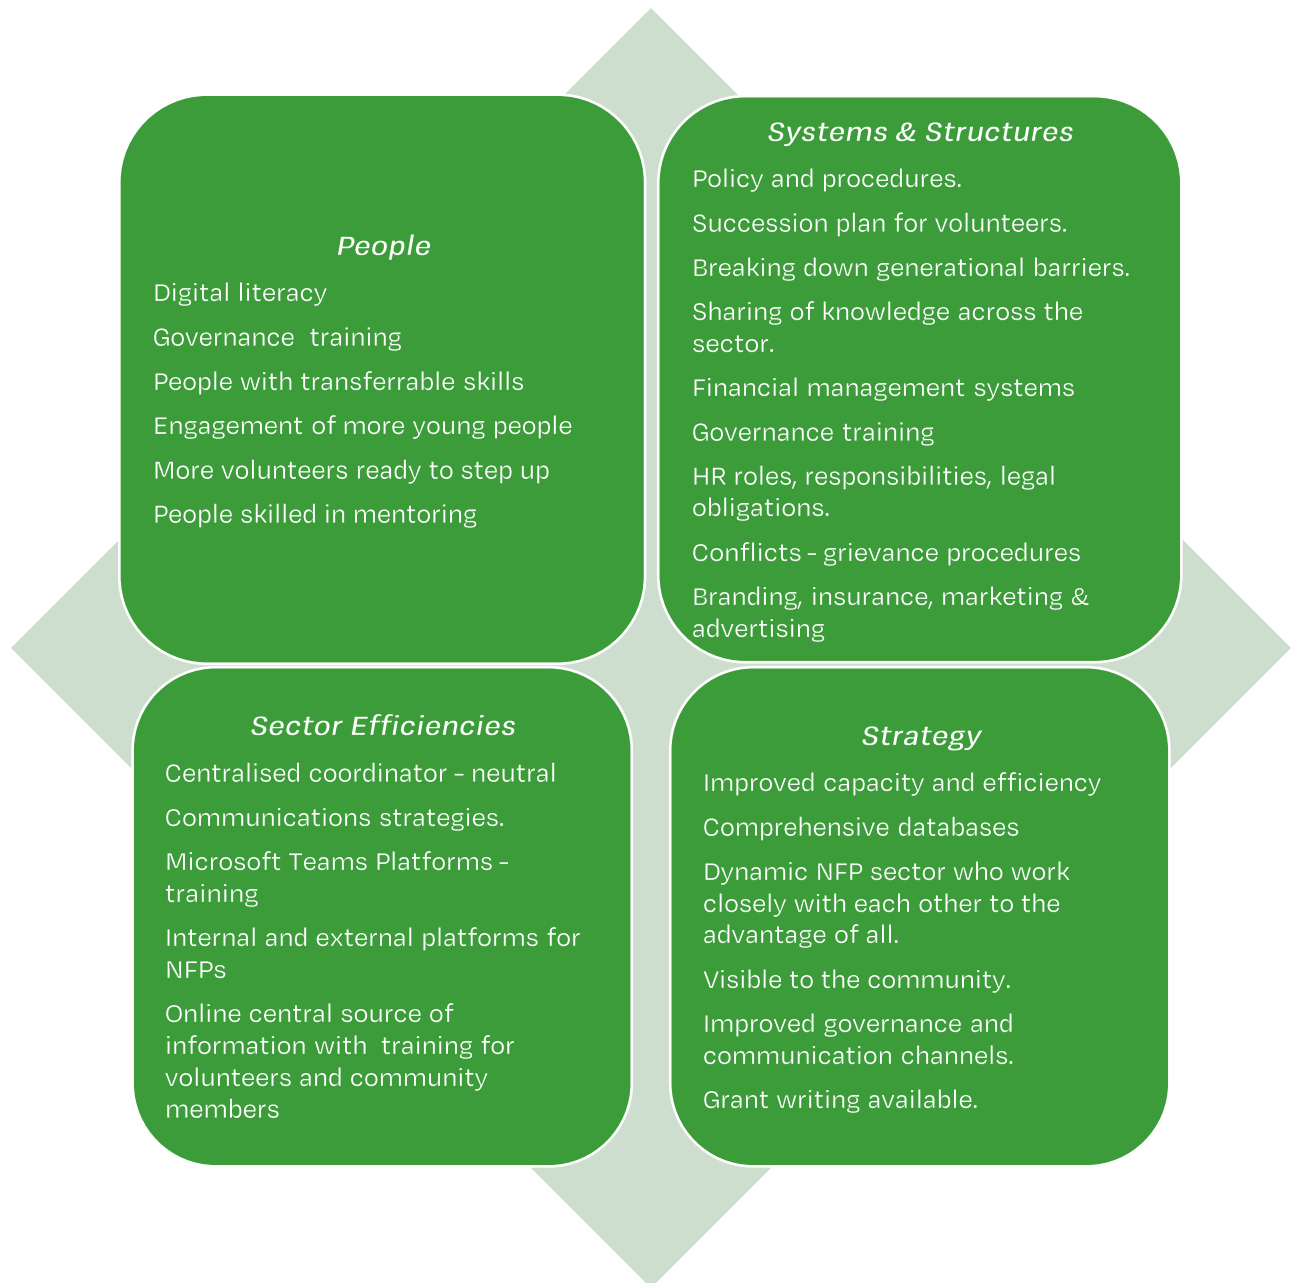 People
Digital literacy
Governance  training
People with transferrable skills
Engagement of more young people
More volunteers ready to step up
People skilled in mentoring
Systems & Structures
Policy and procedures.
Succession plan for volunteers.
Breaking down generational barriers.
Sharing of knowledge across the
sector.
Financial management systems
Governance training
HR roles, responsibilities, legal
obligations.
Conflicts - grievance procedures
Branding, insurance, marketing &
advertising
Sector Efficiencies
Centralised coordinator - neutral
Communications strategies.
Microsoft Teams Platforms -
training
Internal and external platforms for
NFPs
Online central source of
information with  training for
volunteers and community
members
Strategy
Improved capacity and efficiency
Comprehensive databases
Dynamic NFP sector who work
closely with each other to the
advantage of all.
Visible to the community.
Improved governance and
communication channels.
Grant writing available.